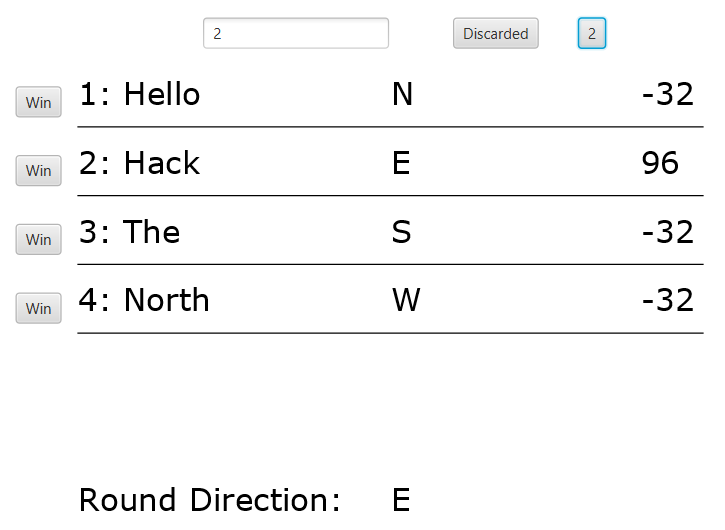 2 Discarded 2
Win 1: Hello N -32
Win 2: Hack E 96
Win 3: The S -32
Win 4: North W -32
Round Direction: E